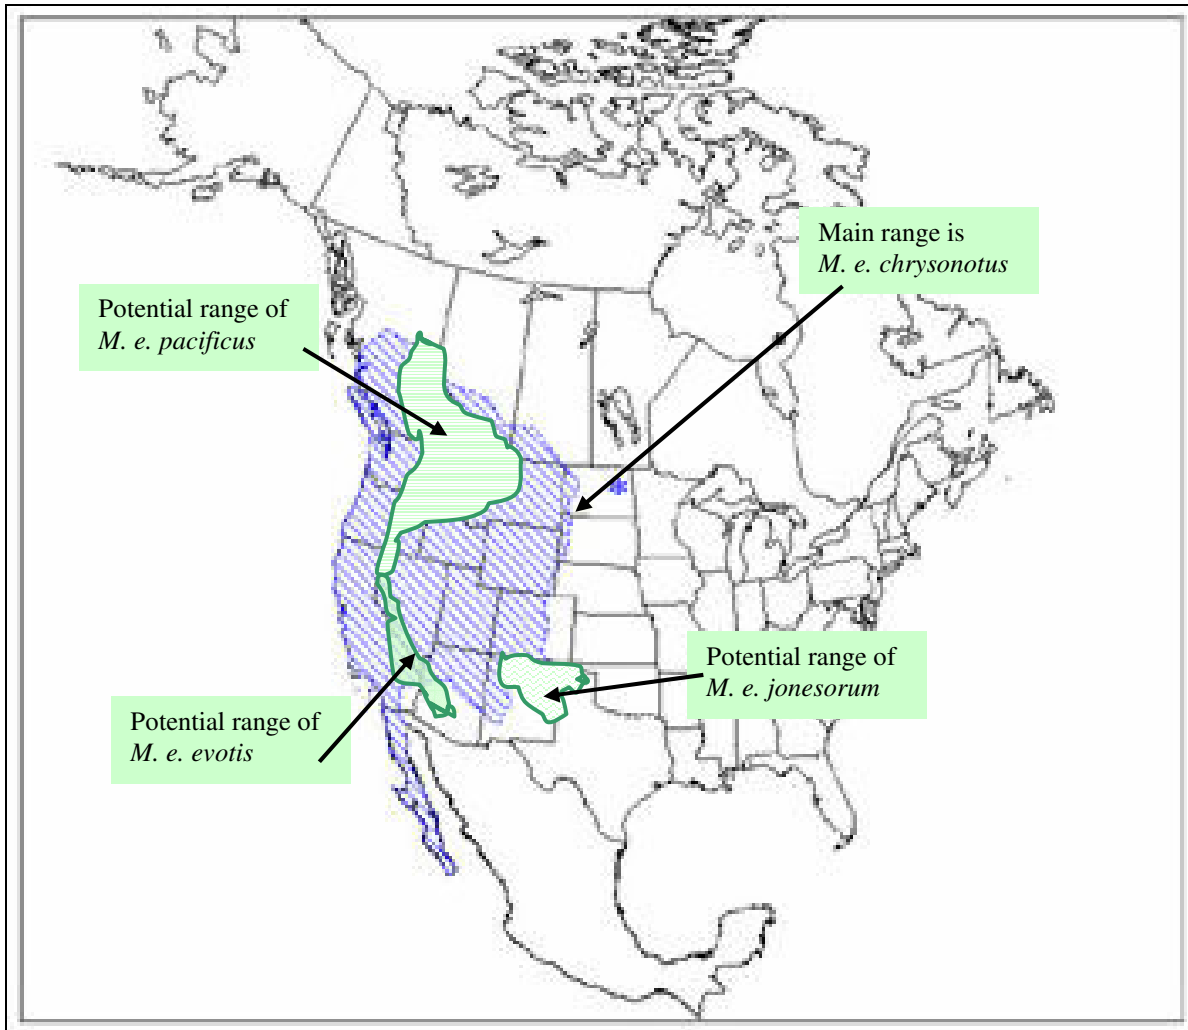 Main range is
M. e. chrysonotus
Potential range of
M. e. pacificus
Potential range of
M. e. jonesorum
Potential range of
M. e. evotis